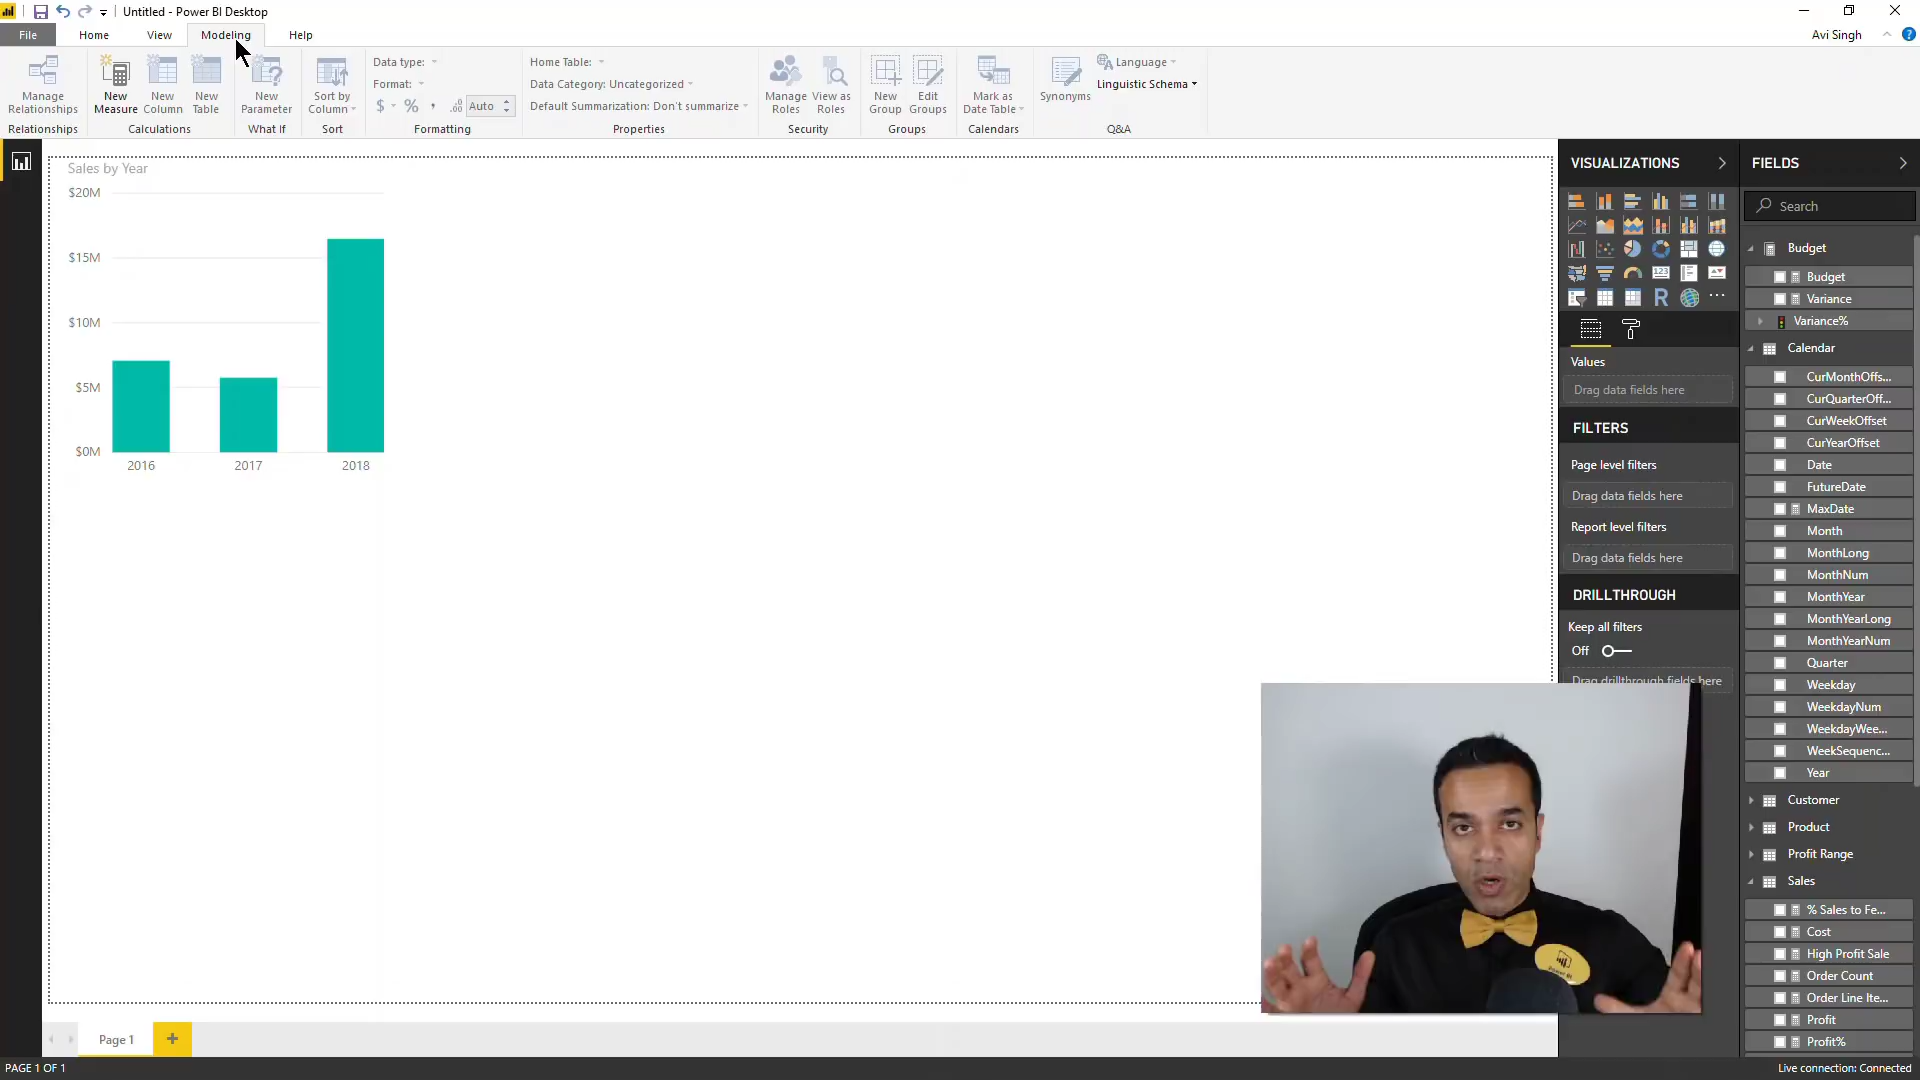 Untitled - Power BI Desktop
File
Home
View
Modeling
Help
Avi Singh
Manage
Relationships
New
Measure
New
Column
New
Table
New
Parameter
Sort by
Column
Data type:
Format:
$
%
,
.00
Auto
Home Table:
Data Category: Uncategorized
Default Summarization: Don't summarize
Manage
Roles
View as
Roles
New
Group
Edit
Groups
Mark as
Date Table
Synonyms
Language
Linguistic Schema
Relationships
Calculations
What If
Sort
Formatting
Properties
Security
Groups
Calendars
Q&A
Sales by Year
$20M
$15M
$10M
$5M
$0M
2016
2017
2018
VISUALIZATIONS
123
R
Values
Drag data fields here
FILTERS
Page level filters
Drag data fields here
Report level filters
Drag data fields here
DRILLTHROUGH
Keep all filters
Off
Drag drillthrough fields here
FIELDS
Search
Budget
Budget
Variance
Variance%
Calendar
CurMonthOffs...
CurQuarterOff...
CurWeekOffset
CurYearOffset
Date
FutureDate
MaxDate
Month
MonthLong
MonthNum
MonthYear
MonthYearLong
MonthYearNum
Quarter
Weekday
WeekdayNum
WeekdayWee...
WeekSequenc...
Year
Customer
Product
Profit Range
Sales
% Sales to Fe...
Cost
High Profit Sale
Order Count
Order Line Ite...
Profit
Profit%
Power BI
Page 1
PAGE 1 OF 1
Live connection: Connected